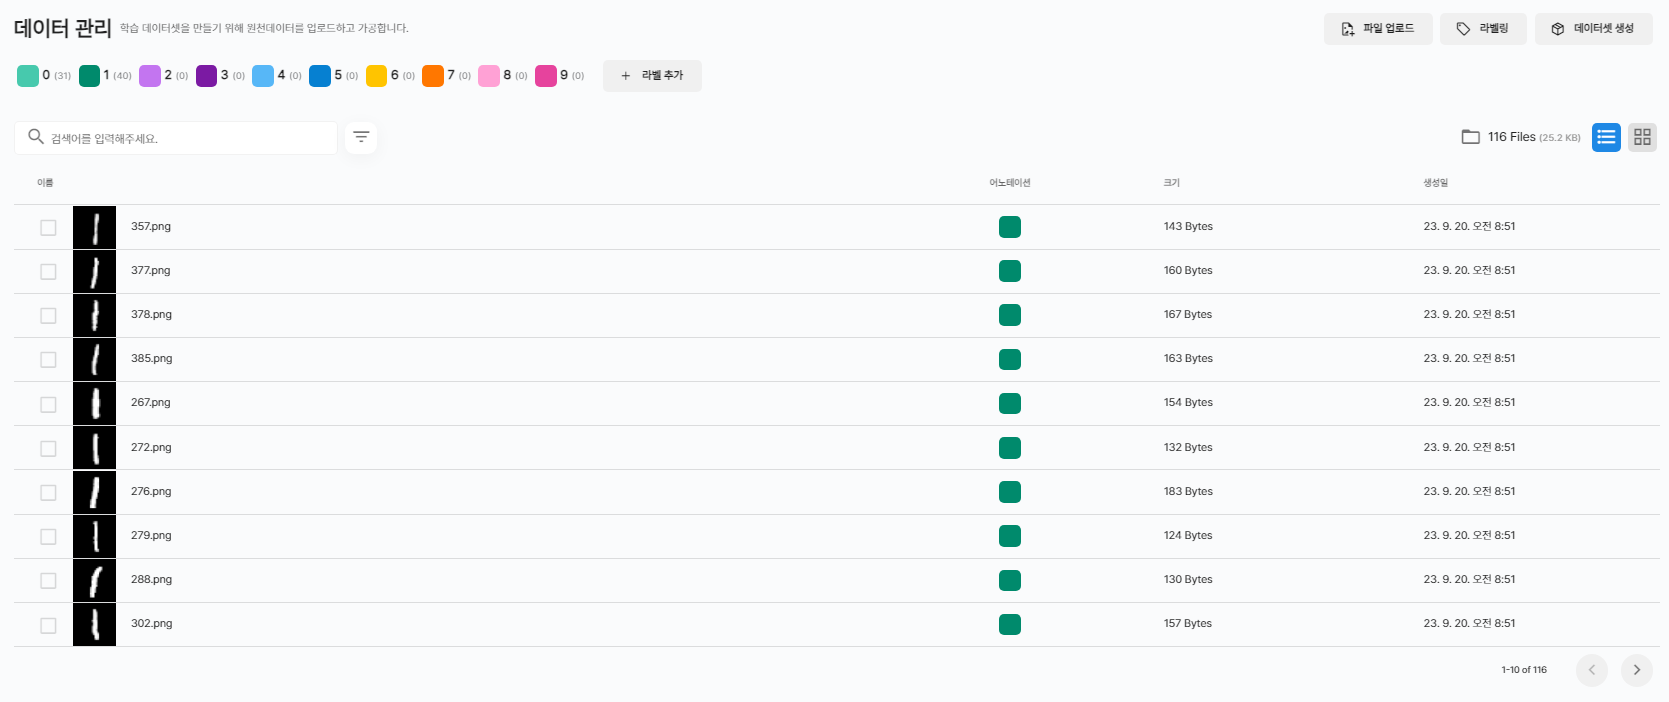 데이터 관리 학습 데이터셋을 만들기 위해 원천데이터를 업로드하고 가공합니다. 파일 업로드 라벨링 데이터셋 생성
0 (31) 1 (40) 2 (0) 3 (0) 4 (0) 5 (0) 6 (0) 7 (0) 8 (0) 9 (0) + 라벨 추가
검색어를 입력해주세요. 116 Files (25.2 KB)
이름 어노테이션 크기 생성일
357.png 143 Bytes 23. 9. 20. 오전 8:51
377.png 160 Bytes 23. 9. 20. 오전 8:51
378.png 167 Bytes 23. 9. 20. 오전 8:51
385.png 163 Bytes 23. 9. 20. 오전 8:51
267.png 154 Bytes 23. 9. 20. 오전 8:51
272.png 132 Bytes 23. 9. 20. 오전 8:51
276.png 183 Bytes 23. 9. 20. 오전 8:51
279.png 124 Bytes 23. 9. 20. 오전 8:51
288.png 130 Bytes 23. 9. 20. 오전 8:51
302.png 157 Bytes 23. 9. 20. 오전 8:51
1-10 of 116